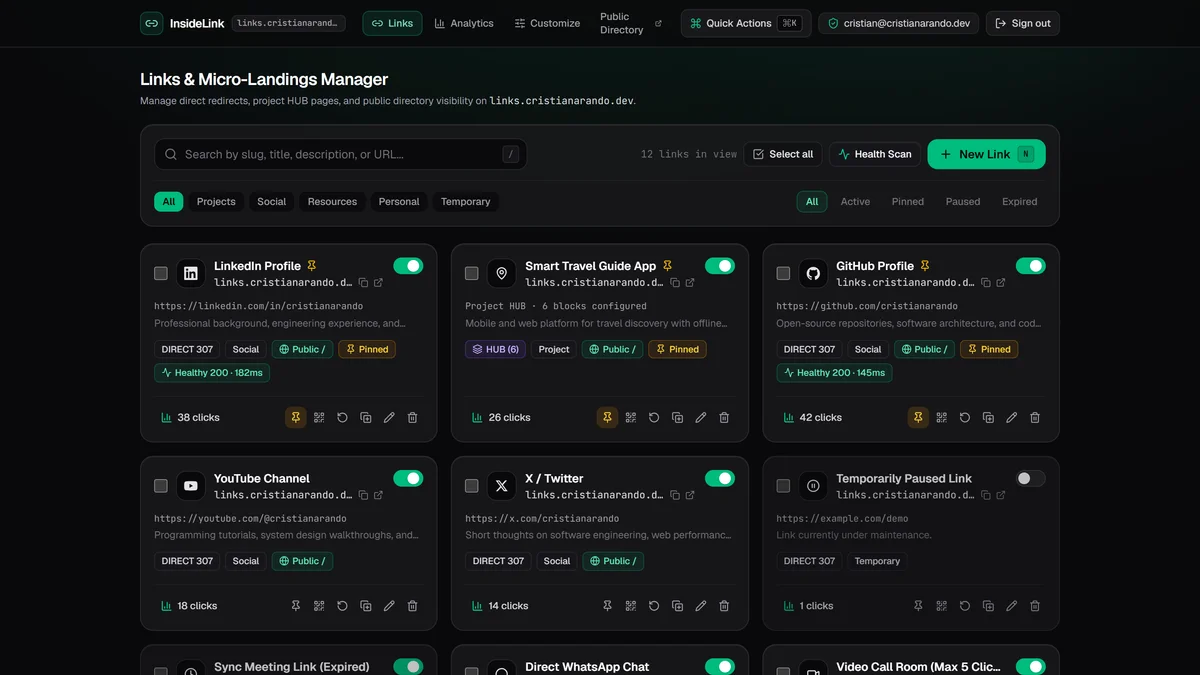 InsideLink
links.cristianarand…
Links
Analytics
Customize
Public Directory
Quick Actions ⌘K
cristian@cristianarando.dev
Sign out
Links & Micro-Landings Manager
Manage direct redirects, project HUB pages, and public directory visibility on links.cristianarando.dev.
Search by slug, title, description, or URL... /
12 links in view
Select all
Health Scan
+ New Link N
All Projects Social Resources Personal Temporary
All Active Pinned Paused Expired
LinkedIn Profile
links.cristianarando.d…
https://linkedin.com/in/cristianarando
Professional background, engineering experience, and…
DIRECT 307 Social Public / Pinned
Healthy 200 · 182ms
38 clicks
Smart Travel Guide App
links.cristianarando.d…
Project HUB · 6 blocks configured
Mobile and web platform for travel discovery with offline…
HUB (6) Project Public / Pinned
26 clicks
GitHub Profile
links.cristianarando.d…
https://github.com/cristianarando
Open-source repositories, software architecture, and cod…
DIRECT 307 Social Public / Pinned
Healthy 200 · 145ms
42 clicks
YouTube Channel
links.cristianarando.d…
https://youtube.com/@cristianarando
Programming tutorials, system design walkthroughs, and…
DIRECT 307 Social Public /
18 clicks
X / Twitter
links.cristianarando.d…
https://x.com/cristianarando
Short thoughts on software engineering, web performanc…
DIRECT 307 Social Public /
14 clicks
Temporarily Paused Link
links.cristianarando.d…
https://example.com/demo
Link currently under maintenance.
DIRECT 307 Temporary
1 clicks
Sync Meeting Link (Expired)
Direct WhatsApp Chat
Video Call Room (Max 5 Clic…